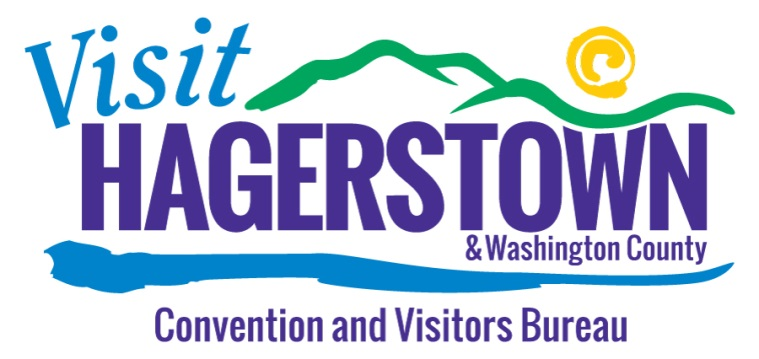 Visit
HAGERSTOWN
& Washington County
Convention and Visitors Bureau